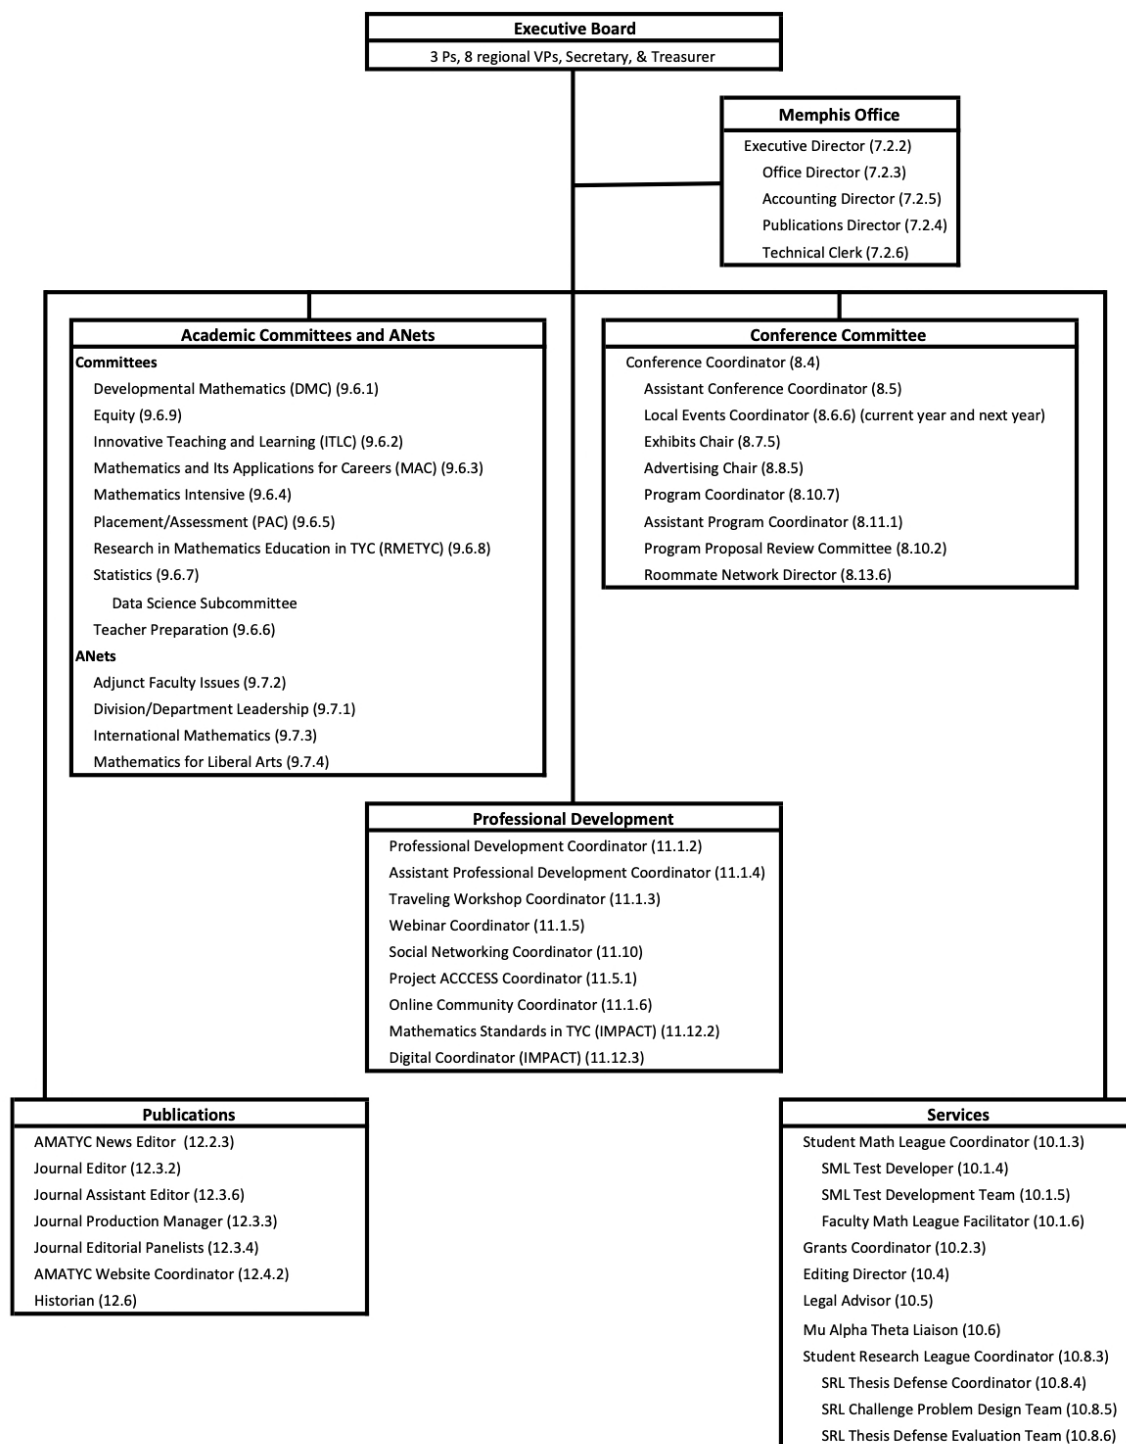 Executive Board
3 Ps, 8 regional VPs, Secretary, & Treasurer
Memphis Office
Executive Director (7.2.2)
Office Director (7.2.3)
Accounting Director (7.2.5)
Publications Director (7.2.4)
Technical Clerk (7.2.6)
Academic Committees and ANets
Committees
Developmental Mathematics (DMC) (9.6.1)
Equity (9.6.9)
Innovative Teaching and Learning (ITLC) (9.6.2)
Mathematics and Its Applications for Careers (MAC) (9.6.3)
Mathematics Intensive (9.6.4)
Placement/Assessment (PAC) (9.6.5)
Research in Mathematics Education in TYC (RMETYC) (9.6.8)
Statistics (9.6.7)
Data Science Subcommittee
Teacher Preparation (9.6.6)
ANets
Adjunct Faculty Issues (9.7.2)
Division/Department Leadership (9.7.1)
International Mathematics (9.7.3)
Mathematics for Liberal Arts (9.7.4)
Conference Committee
Conference Coordinator (8.4)
Assistant Conference Coordinator (8.5)
Local Events Coordinator (8.6.6) (current year and next year)
Exhibits Chair (8.7.5)
Advertising Chair (8.8.5)
Program Coordinator (8.10.7)
Assistant Program Coordinator (8.11.1)
Program Proposal Review Committee (8.10.2)
Roommate Network Director (8.13.6)
Professional Development
Professional Development Coordinator (11.1.2)
Assistant Professional Development Coordinator (11.1.4)
Traveling Workshop Coordinator (11.1.3)
Webinar Coordinator (11.1.5)
Social Networking Coordinator (11.10)
Project ACCCESS Coordinator (11.5.1)
Online Community Coordinator (11.1.6)
Mathematics Standards in TYC (IMPACT) (11.12.2)
Digital Coordinator (IMPACT) (11.12.3)
Publications
AMATYC News Editor (12.2.3)
Journal Editor (12.3.2)
Journal Assistant Editor (12.3.6)
Journal Production Manager (12.3.3)
Journal Editorial Panelists (12.3.4)
AMATYC Website Coordinator (12.4.2)
Historian (12.6)
Services
Student Math League Coordinator (10.1.3)
SML Test Developer (10.1.4)
SML Test Development Team (10.1.5)
Faculty Math League Facilitator (10.1.6)
Grants Coordinator (10.2.3)
Editing Director (10.4)
Legal Advisor (10.5)
Mu Alpha Theta Liaison (10.6)
Student Research League Coordinator (10.8.3)
SRL Thesis Defense Coordinator (10.8.4)
SRL Challenge Problem Design Team (10.8.5)
SRL Thesis Defense Evaluation Team (10.8.6)